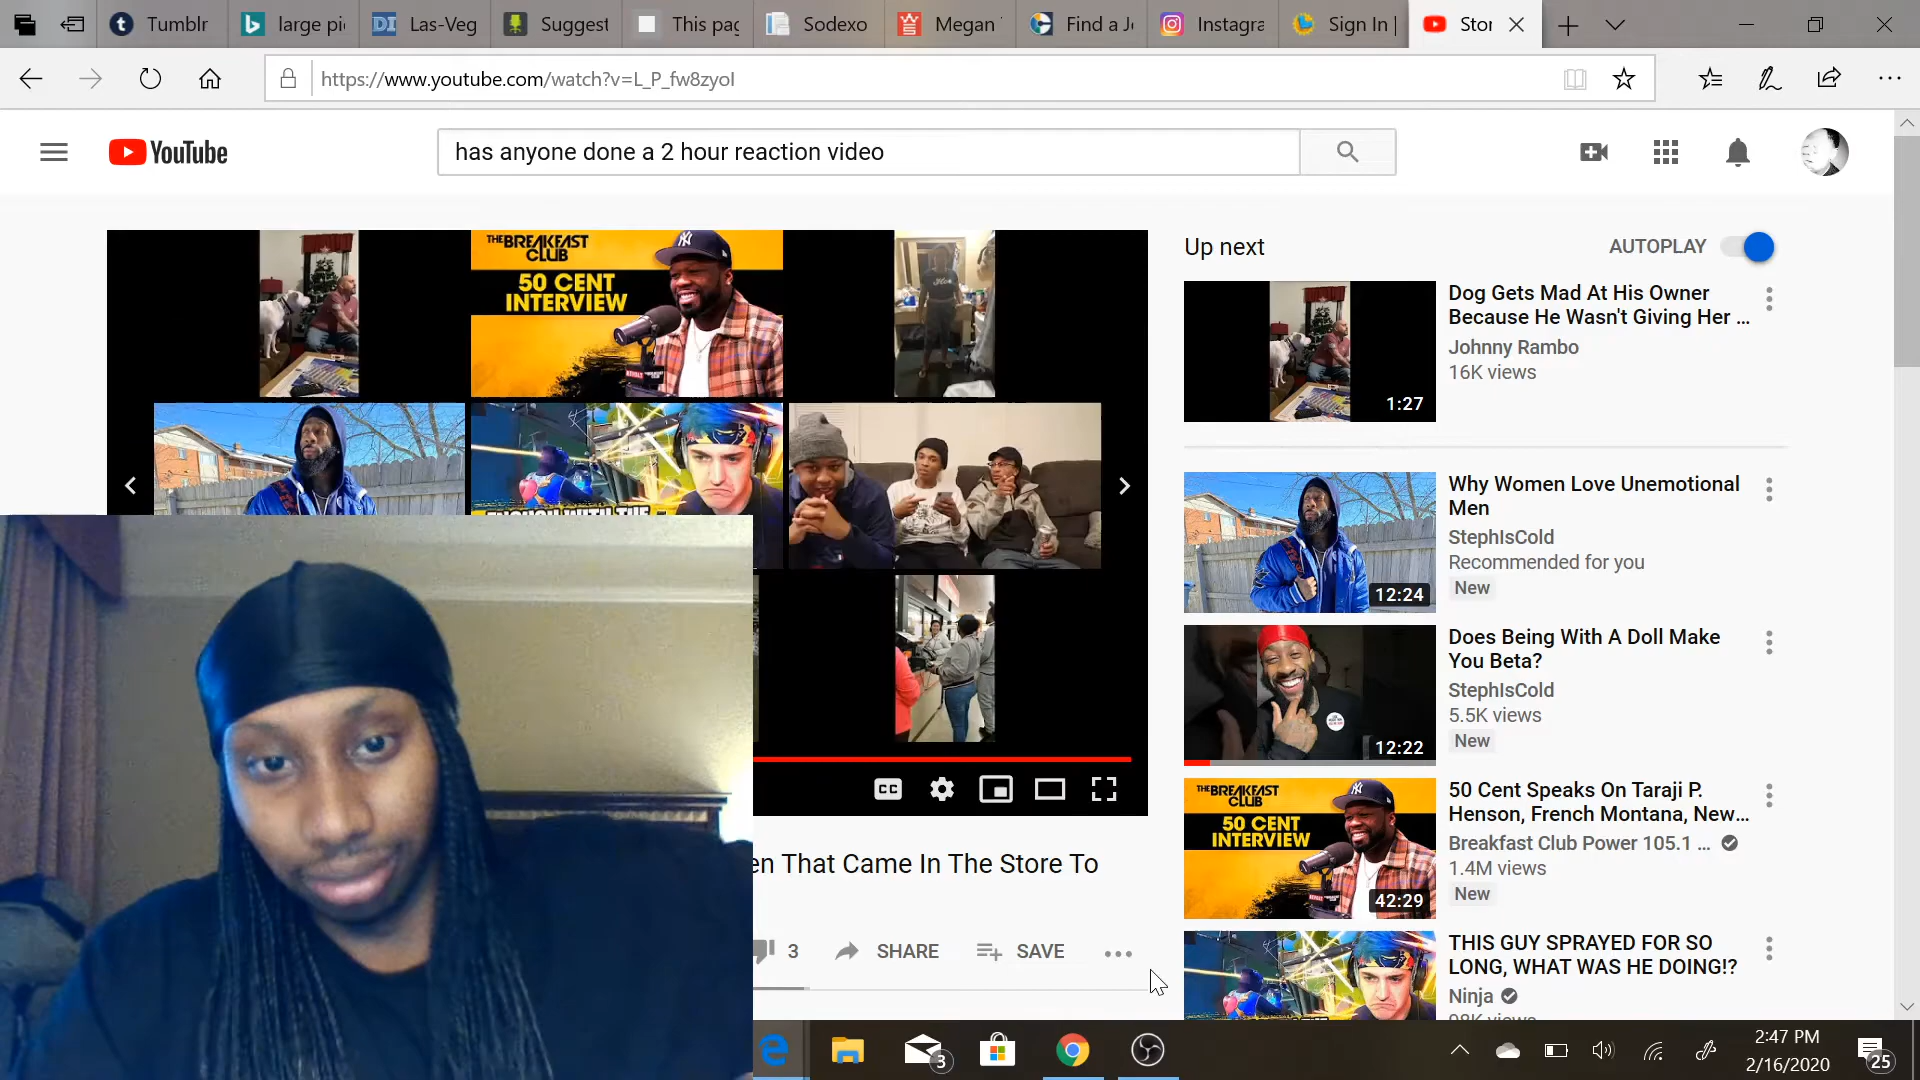 Tumblr
large pi
DI Las-Veg
Suggest
This pag
Sodexo
Megan
Find a J
Instagra
Sign In |
Stor
https://www.youtube.com/watch?v=L_P_fw8zyoI
YouTube
has anyone done a 2 hour reaction video
THE BREAKFAST
CLUB
50 CENT
INTERVIEW
ENOUGH WITH THE
Up next
AUTOPLAY
Dog Gets Mad At His Owner
Because He Wasn't Giving Her ...
Johnny Rambo
16K views
1:27
Why Women Love Unemotional
Men
StephIsCold
Recommended for you
New
12:24
Does Being With A Doll Make
You Beta?
StephIsCold
5.5K views
New
12:22
THE BREAKFAST
CLUB
50 CENT
INTERVIEW
50 Cent Speaks On Taraji P.
Henson, French Montana, New...
Breakfast Club Power 105.1 ...
1.4M views
New
42:29
THIS GUY SPRAYED FOR SO
LONG, WHAT WAS HE DOING!?
Ninja
CC
en That Came In The Store To
3
SHARE
SAVE
3
2:47 PM
2/16/2020
25